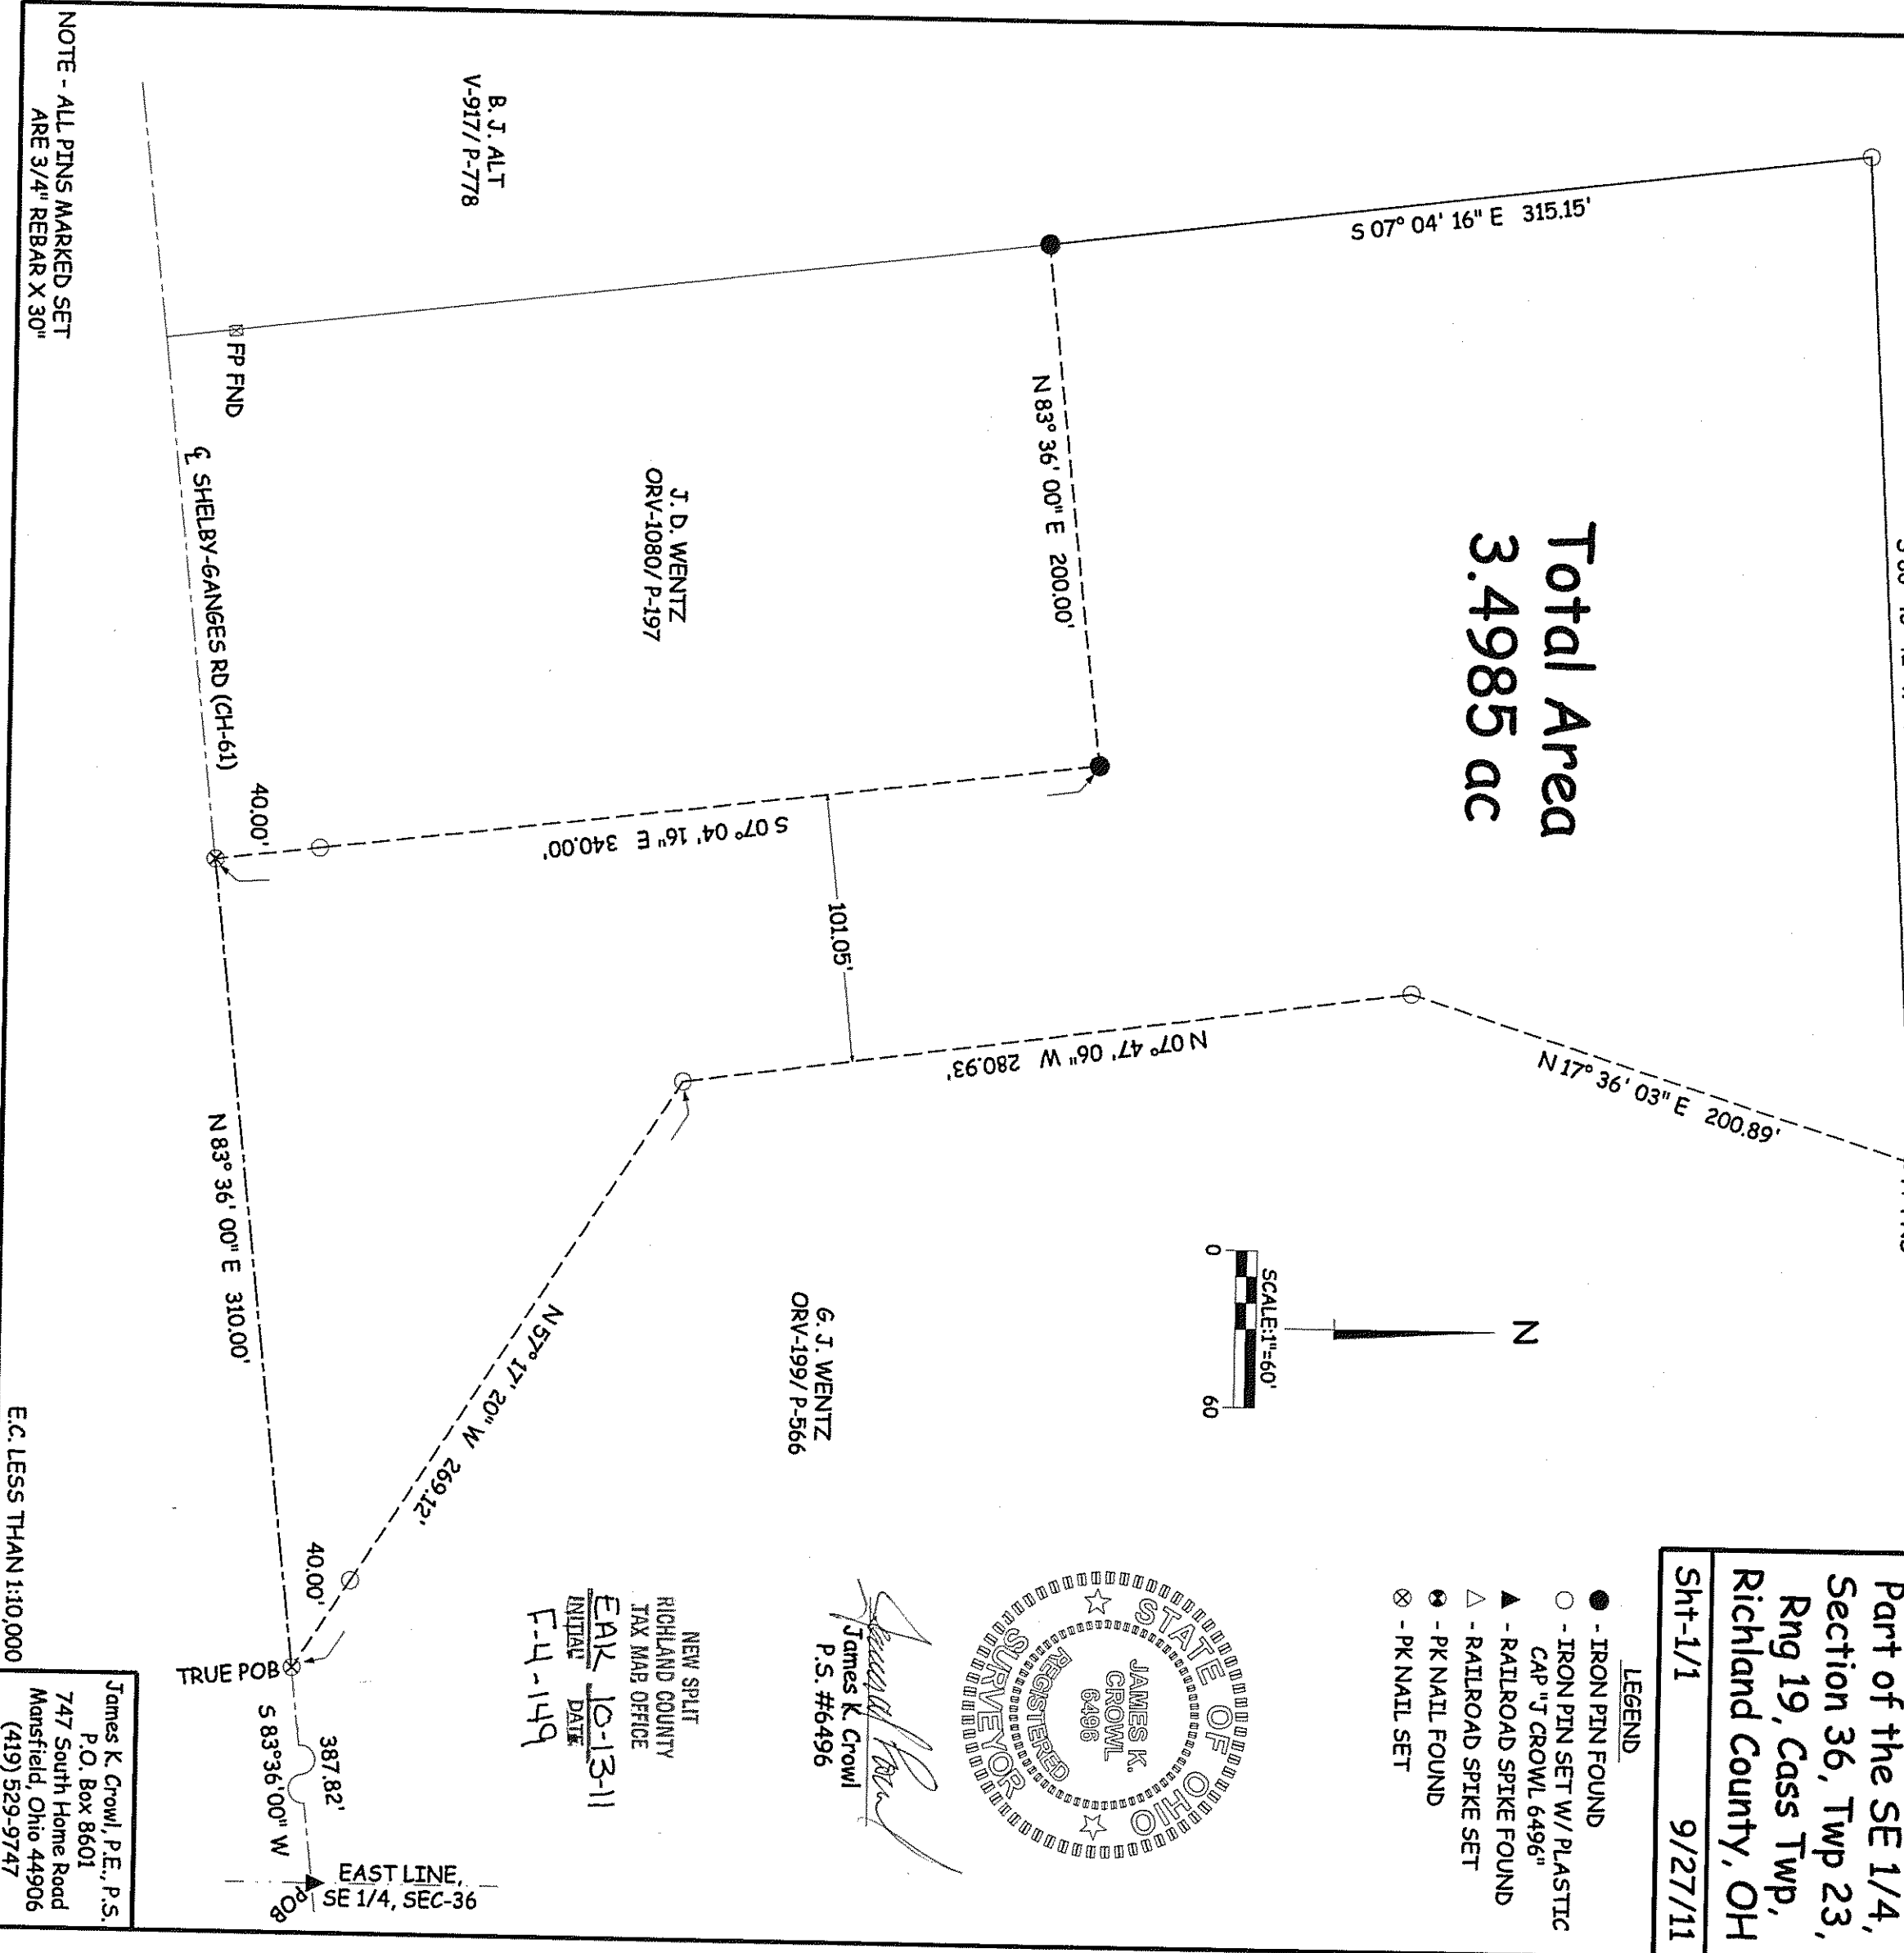 Part of the SE 1/4,
Section 36, Twp 23,
Rng 19, Cass Twp,
Richland County, OH
Sht-1/1 9/27/11
LEGEND
- IRON PIN FOUND
- IRON PIN SET W/ PLASTIC
CAP "J CROWL 6496"
- RAILROAD SPIKE FOUND
- RAILROAD SPIKE SET
- PK NAIL FOUND
- PK NAIL SET
N
SCALE:1"=60'
0 60
S 07° 04' 16" E 315.15'
Total Area
3.4985 ac
N 17° 36' 03" E 200.89'
N 83° 36' 00" E 200.00'
N 07° 47' 06" W 280.93'
101.05'
S 07° 04' 16" E 340.00'
STATE OF OHIO
JAMES K.
CROWL
6496
REGISTERED
SURVEYOR
James K. Crowl
P.S. #6496
G. J. WENTZ
ORV-199/ P-566
J. D. WENTZ
ORV-1080/ P-197
B. J. ALT
V-917/ P-778
NEW SPLIT
RICHLAND COUNTY
TAX MAP OFFICE
EAK 10-13-11
INITIAL DATE
F-4-149
N 57° 17' 20" W 269.12'
40.00'
FP FND
℄ SHELBY-GANGES RD (CH-61)
40.00'
N 83° 36' 00" E 310.00'
TRUE POB
387.82'
S 83°36'00" W
EAST LINE,
SE 1/4, SEC-36
POB
NOTE - ALL PINS MARKED SET
ARE 3/4" REBAR X 30"
E.C. LESS THAN 1:10,000
James K. Crowl, P.E., P.S.
P.O. Box 8601
747 South Home Road
Mansfield, Ohio 44906
(419) 529-9747